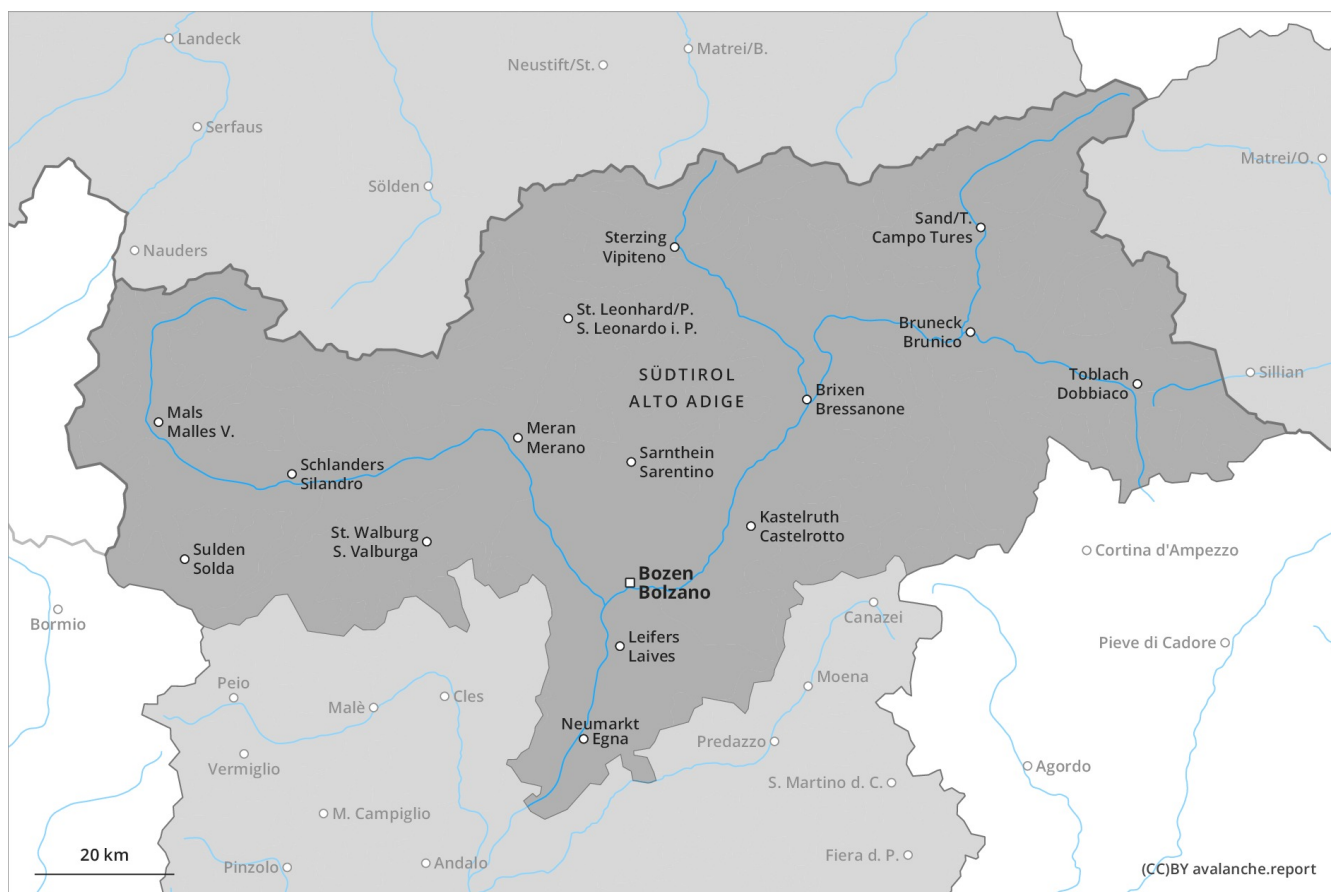 Landeck
Matrei/B.
Neustift/St.
Serfaus
Matrei/O.
Sölden
Sand/T.
Campo Tures
Sterzing
Vipiteno
Nauders
St. Leonhard/P.
S. Leonardo i. P.
Bruneck
Brunico
SÜDTIROL
ALTO ADIGE
Toblach
Dobbiaco
Sillian
Brixen
Bressanone
Mals
Malles V.
Meran
Merano
Sarnthein
Sarentino
Schlanders
Silandro
Kastelruth
Castelrotto
St. Walburg
S. Valburga
Sulden
Solda
Cortina d'Ampezzo
Bozen
Bolzano
Bormio
Canazei
Leifers
Laives
Pieve di Cadore
Moena
Peio
Cles
Malè
Neumarkt
Egna
Predazzo
Vermiglio
Agordo
S. Martino d. C.
M. Campiglio
20 km
Pinzolo
Andalo
Fiera d. P.
(CC)BY avalanche.report